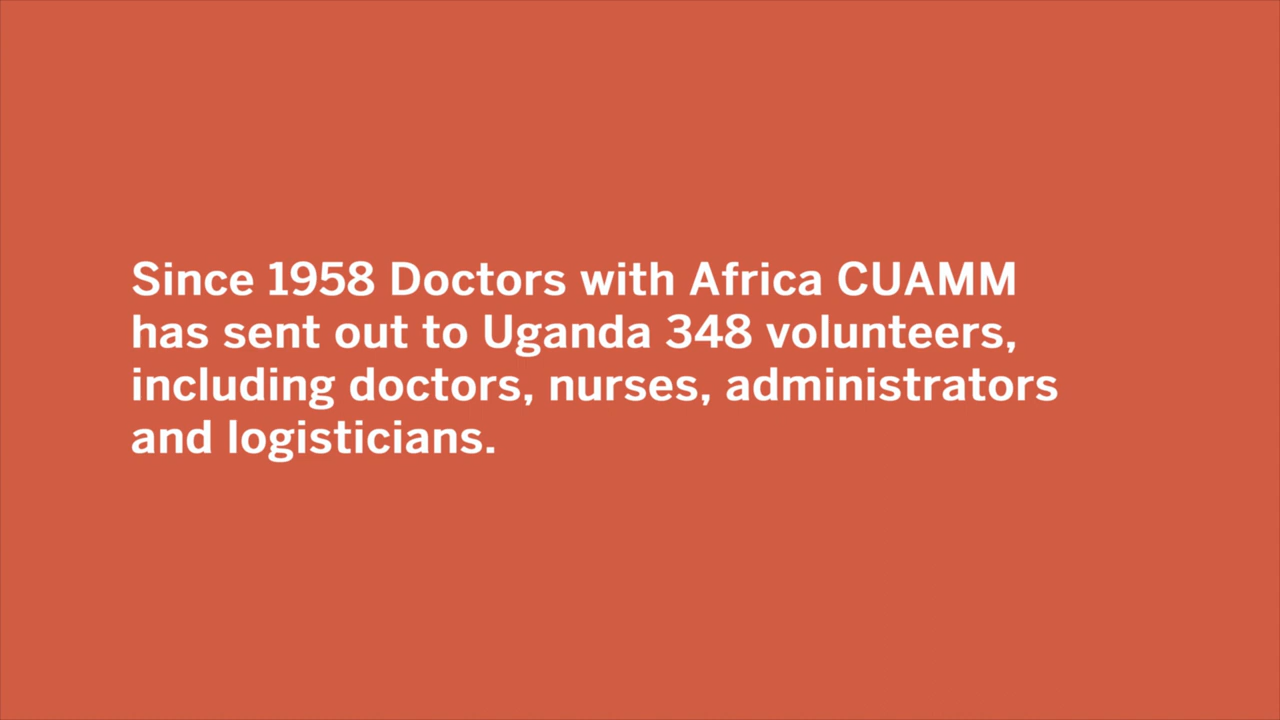 Since 1958 Doctors with Africa CUAMM
has sent out to Uganda 348 volunteers,
including doctors, nurses, administrators
and logisticians.